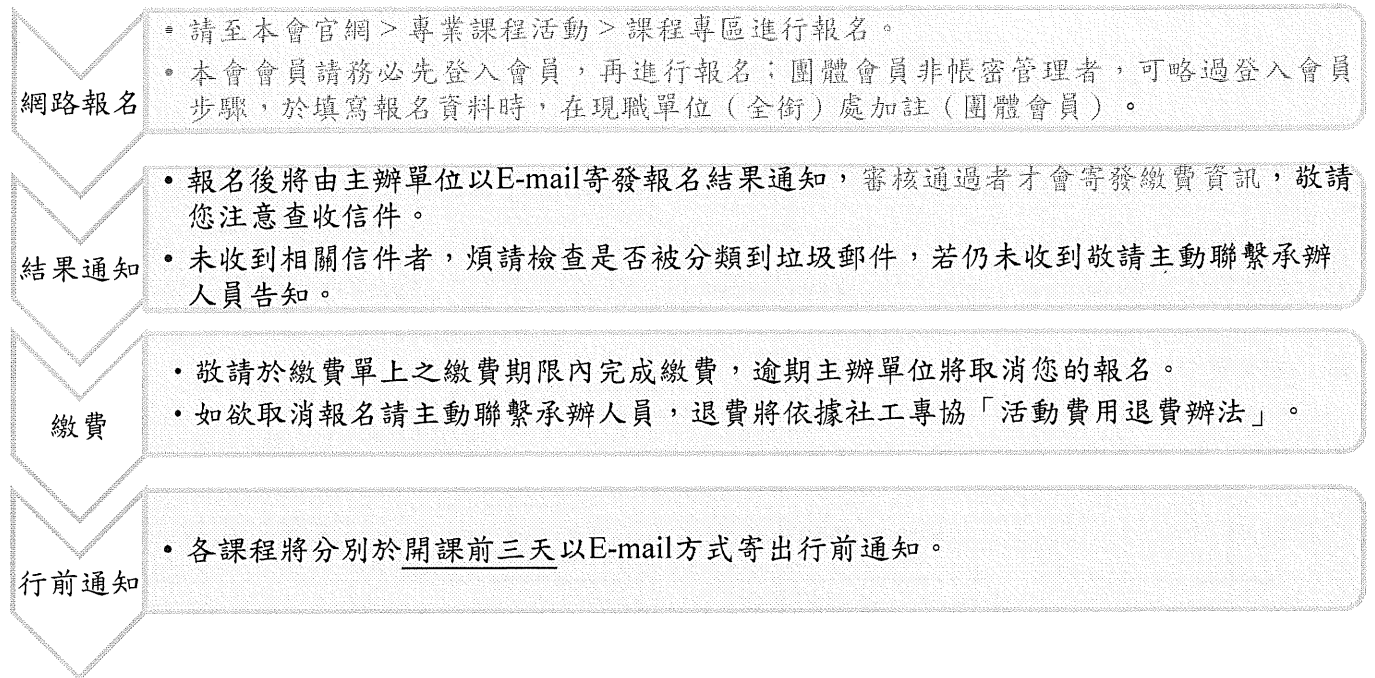 網路報名
• 請至本會官網>專業課程活動>課程專區進行報名。
• 本會會員請務必先登入會員，再進行報名；團體會員非帳密管理者，可略過登入會員
步驟，於填寫報名資料時，在現職單位（全銜）處加註（團體會員）。
結果通知
• 報名後將由主辦單位以E-mail寄發報名結果通知，審核通過者才會寄發繳費資訊，敬請
您注意查收信件。
• 未收到相關信件者，煩請檢查是否被分類到垃圾郵件，若仍未收到敬請主動聯繫承辦
人員告知。
繳費
• 敬請於繳費單上之繳費期限內完成繳費，逾期主辦單位將取消您的報名。
• 如欲取消報名請主動聯繫承辦人員，退費將依據社工專協「活動費用退費辦法」。
行前通知
• 各課程將分別於開課前三天以E-mail方式寄出行前通知。